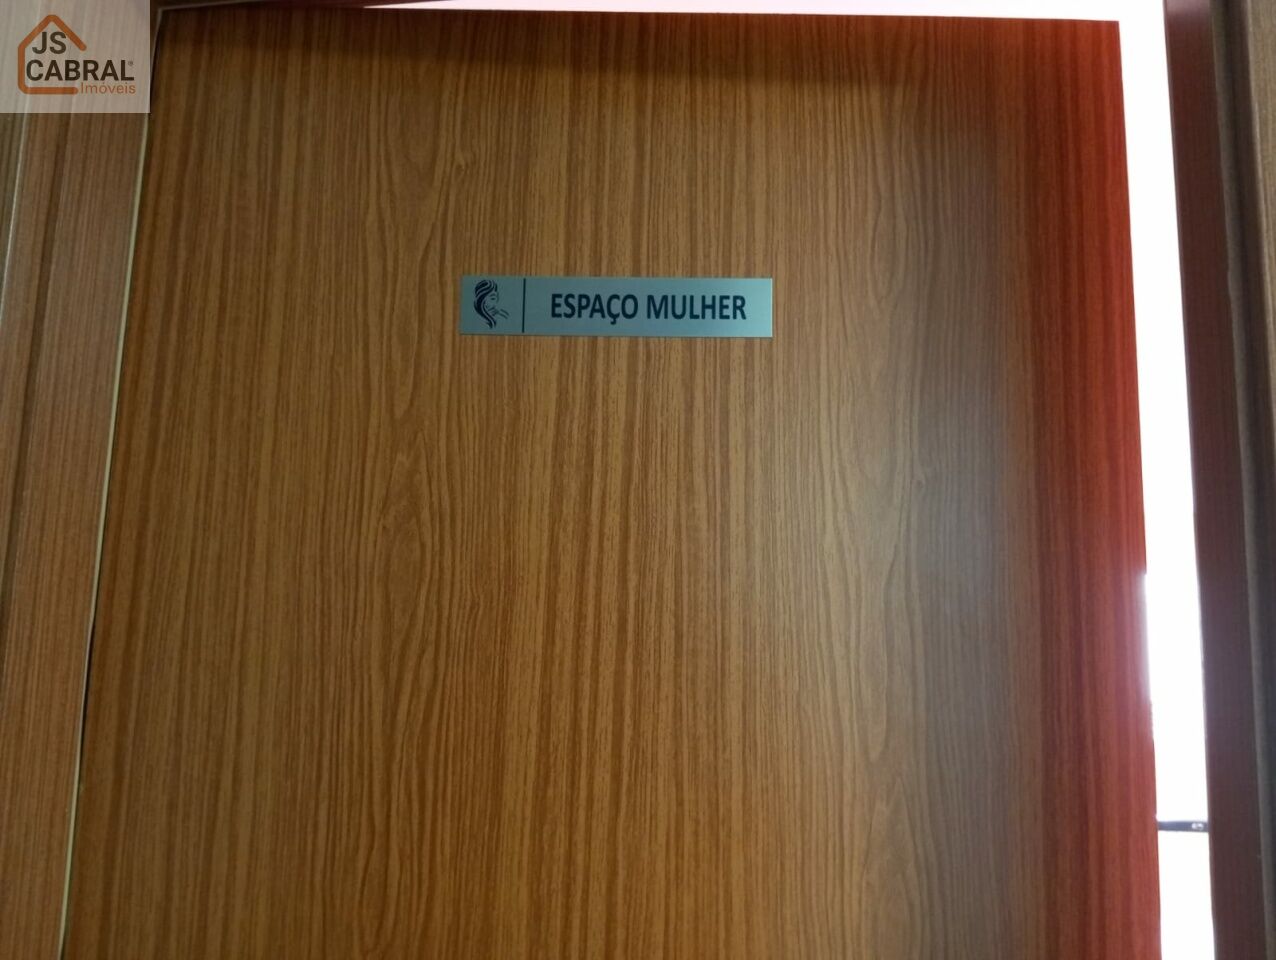 JS
CABRAL®
Imóveis
ESPAÇO MULHER